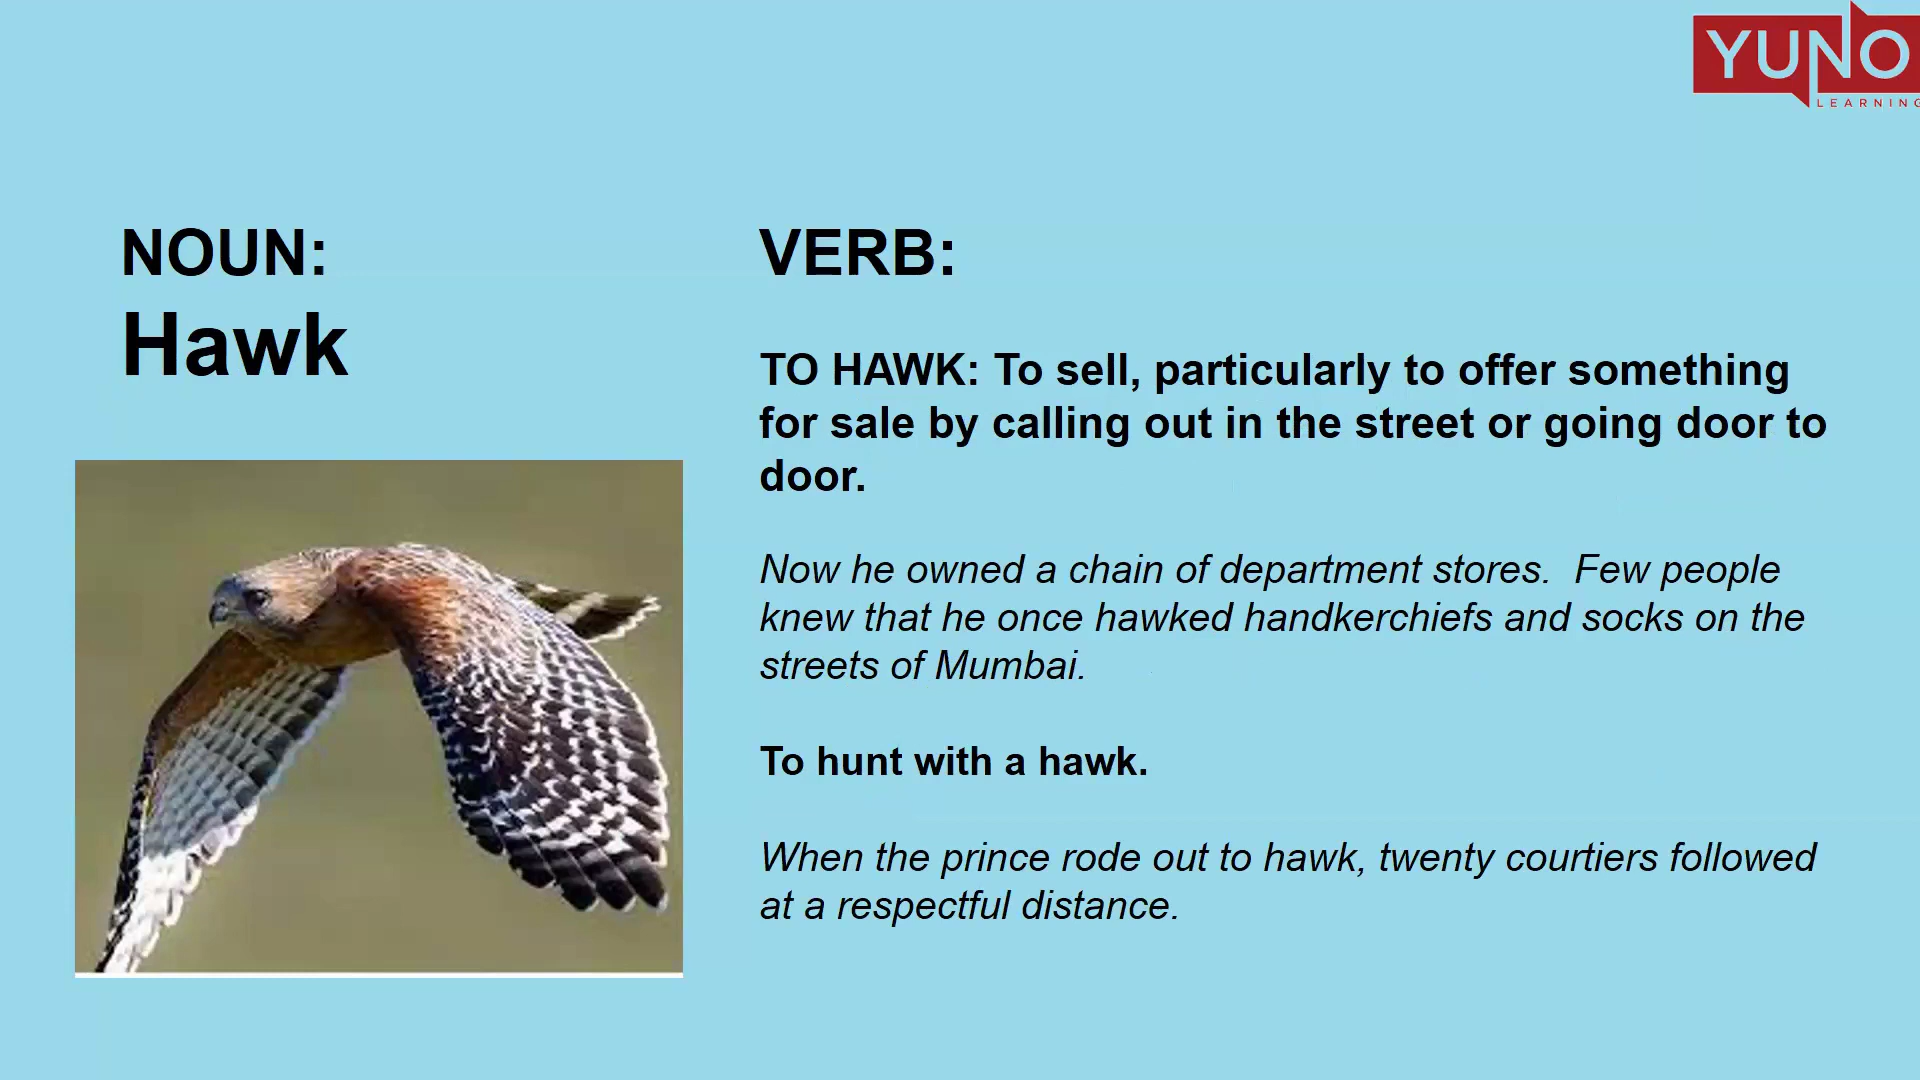 YUNO
LEARNING
NOUN:
Hawk
VERB:
TO HAWK: To sell, particularly to offer something
for sale by calling out in the street or going door to
door.
Now he owned a chain of department stores.  Few people
knew that he once hawked handkerchiefs and socks on the
streets of Mumbai.
To hunt with a hawk.
When the prince rode out to hawk, twenty courtiers followed
at a respectful distance.